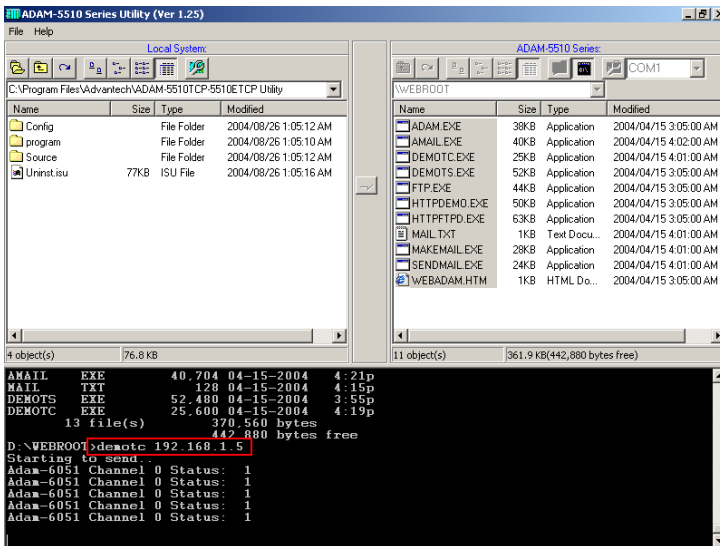 ADAM-5510 Series Utility (Ver 1.25)
File Help
Local System:
C:\Program Files\Advantech\ADAM-5510TCP-5510ETCP Utility
Name Size Type Modified
Config File Folder 2004/08/26 1:05:12 AM
program File Folder 2004/08/26 1:05:10 AM
Source File Folder 2004/08/26 1:05:12 AM
Uninst.isu 77KB ISU File 2004/08/26 1:05:16 AM
4 object(s) 76.8 KB
ADAM-5510 Series:
COM1
\WEBROOT
Name Size Type Modified
ADAM.EXE 38KB Application 2004/04/15 3:05:00 AM
AMAIL.EXE 40KB Application 2004/04/15 4:02:00 AM
DEMOTC.EXE 25KB Application 2004/04/15 4:01:00 AM
DEMOTS.EXE 52KB Application 2004/04/15 3:05:00 AM
FTP.EXE 44KB Application 2004/04/15 3:05:00 AM
HTTPDEMO.EXE 50KB Application 2004/04/15 3:05:00 AM
HTTPFTPD.EXE 63KB Application 2004/04/15 3:05:00 AM
MAIL.TXT 1KB Text Docu... 2004/04/15 4:01:00 AM
MAKEMAIL.EXE 28KB Application 2004/04/15 4:01:00 AM
SENDMAIL.EXE 24KB Application 2004/04/15 4:01:00 AM
WEBADAM.HTM 1KB HTML Do... 2004/04/15 3:05:00 AM
11 object(s) 361.9 KB(442,880 bytes free)
AMAIL EXE 40,704 04-15-2004 4:21p
MAIL TXT 128 04-15-2004 4:15p
DEMOTS EXE 52,480 04-15-2004 3:55p
DEMOTC EXE 25,600 04-15-2004 4:19p
13 file(s) 370,560 bytes
442,880 bytes free
D:\WEBROOT>demotc 192.168.1.5
Starting to send..
Adam-6051 Channel 0 Status: 1
Adam-6051 Channel 0 Status: 1
Adam-6051 Channel 0 Status: 1
Adam-6051 Channel 0 Status: 1
Adam-6051 Channel 0 Status: 1